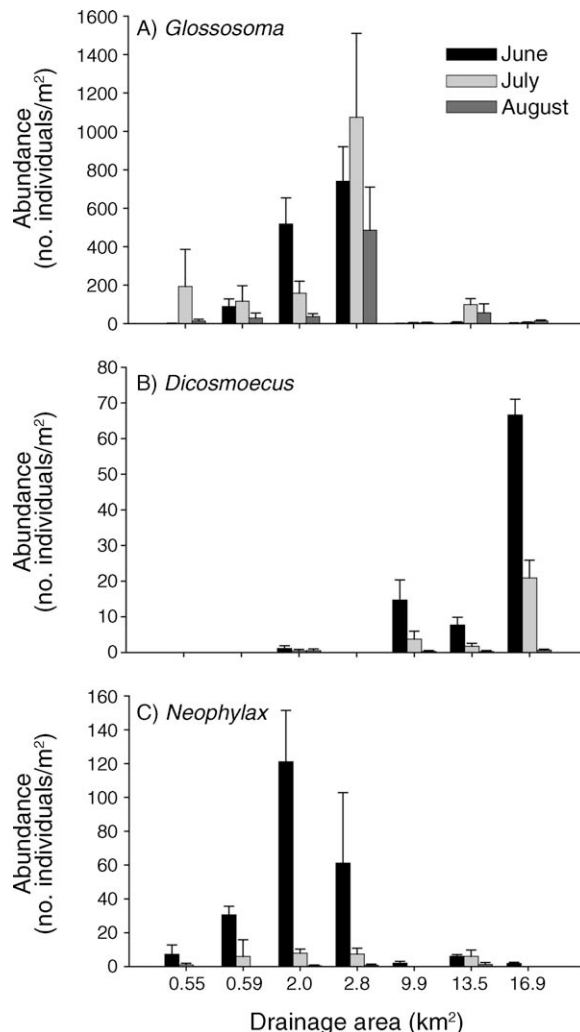 A) Glossosoma
June
July
August
1600
1400
1200
1000
800
600
400
200
0
Abundance
(no. individuals/m²)
B) Dicosmoecus
80
70
60
50
40
30
20
10
0
Abundance
(no. individuals/m²)
C) Neophylax
160
140
120
100
80
60
40
20
0
Abundance
(no. individuals/m²)
0.55 0.59 2.0 2.8 9.9 13.5 16.9
Drainage area (km²)